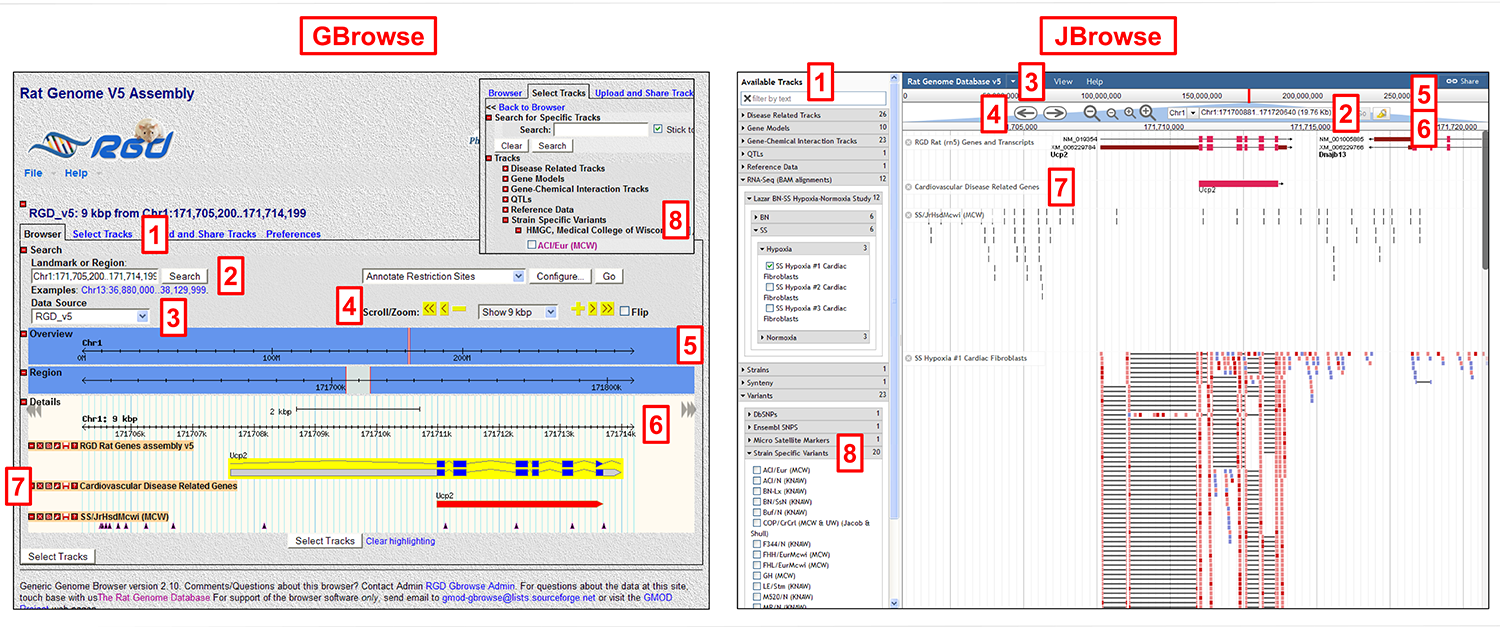 GBrowse
Rat Genome V5 Assembly
RGD
File Help
Browser Select Tracks Upload and Share Track
<< Back to Browser
Search for Specific Tracks
Search: Stick to
Clear Search
Tracks
Disease Related Tracks
Gene Models
Gene-Chemical Interaction Tracks
QTLs
Reference Data
Strain Specific Variants
HMGC, Medical College of Wiscon
ACI/Eur (MCW)
8
RGD_v5: 9 kbp from Chr1:171,705,200..171,714,199
Browser Select Tracks 1 and Share Tracks Preferences
Search
Landmark or Region:
Chr1:171,705,200..171,714,199 Search 2
Examples: Chr13:36,880,000..38,129,999.
Annotate Restriction Sites Configure... Go
Data Source
RGD_v5 3
4 Scroll/Zoom: Show 9 kbp Flip
Overview
Chr1
0M 100M 200M
5
Region
171700k 171800k
Details
2 kbp
Chr1: 9 kbp
171706k 171707k 171708k 171709k 171710k 171711k 171712k 171713k 171714k
6
RGD Rat Genes assembly v5
Ucp2
7
Cardiovascular Disease Related Genes
Ucp2
SS/JrHsdMcwi (MCW)
Select Tracks Clear highlighting
Select Tracks
Generic Genome Browser version 2.10. Comments/Questions about this browser? Contact Admin RGD Gbrowse Admin. For questions about the data at this site,
touch base with usThe Rat Genome Database For support of the browser software only, send email to gmod-gbrowse@lists.sourceforge.net or visit the GMOD
Project web pages
JBrowse
Available Tracks 1
filter by text
Disease Related Tracks 26
Gene Models 10
Gene-Chemical Interaction Tracks 23
QTLs 1
Reference Data 1
RNA-Seq (BAM alignments) 12
Lazar BN-SS Hypoxia-Normoxia Study 12
BN 6
SS 6
Hypoxia 3
SS Hypoxia #1 Cardiac
Fibroblasts
SS Hypoxia #2 Cardiac
Fibroblasts
SS Hypoxia #3 Cardiac
Fibroblasts
Normoxia 3
Strains 1
Synteny 1
Variants 23
DbSNPs 1
Ensembl SNPS 1
Micro Satellite Markers 1
Strain Specific Variants 20
8
ACI/Eur (MCW)
ACI/N (KNAW)
BN-Lx (KNAW)
BN/SsN (KNAW)
Buf/N (KNAW)
COP/CrCrl (MCW & UW) (Jacob &
Shull)
F344/N (KNAW)
FHH/EurMcwi (MCW)
FHL/EurMcwi (MCW)
GH (MCW)
LE/Stm (KNAW)
M520/N (KNAW)
MR/N (KNAW)
Rat Genome Database v5 3 View Help Share
0 50,000,000 100,000,000 150,000,000 200,000,000 250,000,000
5
4 Chr1 Chr1:171700881..171720640 (19.76 Kb) 2 Go
6
171,705,000 171,710,000 171,715,000 171,720,000
RGD Rat (rn5) Genes and Transcripts
NM_019354
XM_006229784
Ucp2
NM_001005885
XM_006229766
Dnajb13
Cardiovascular Disease Related Genes 7
Ucp2
SS/JrHsdMcwi (MCW)
SS Hypoxia #1 Cardiac Fibroblasts